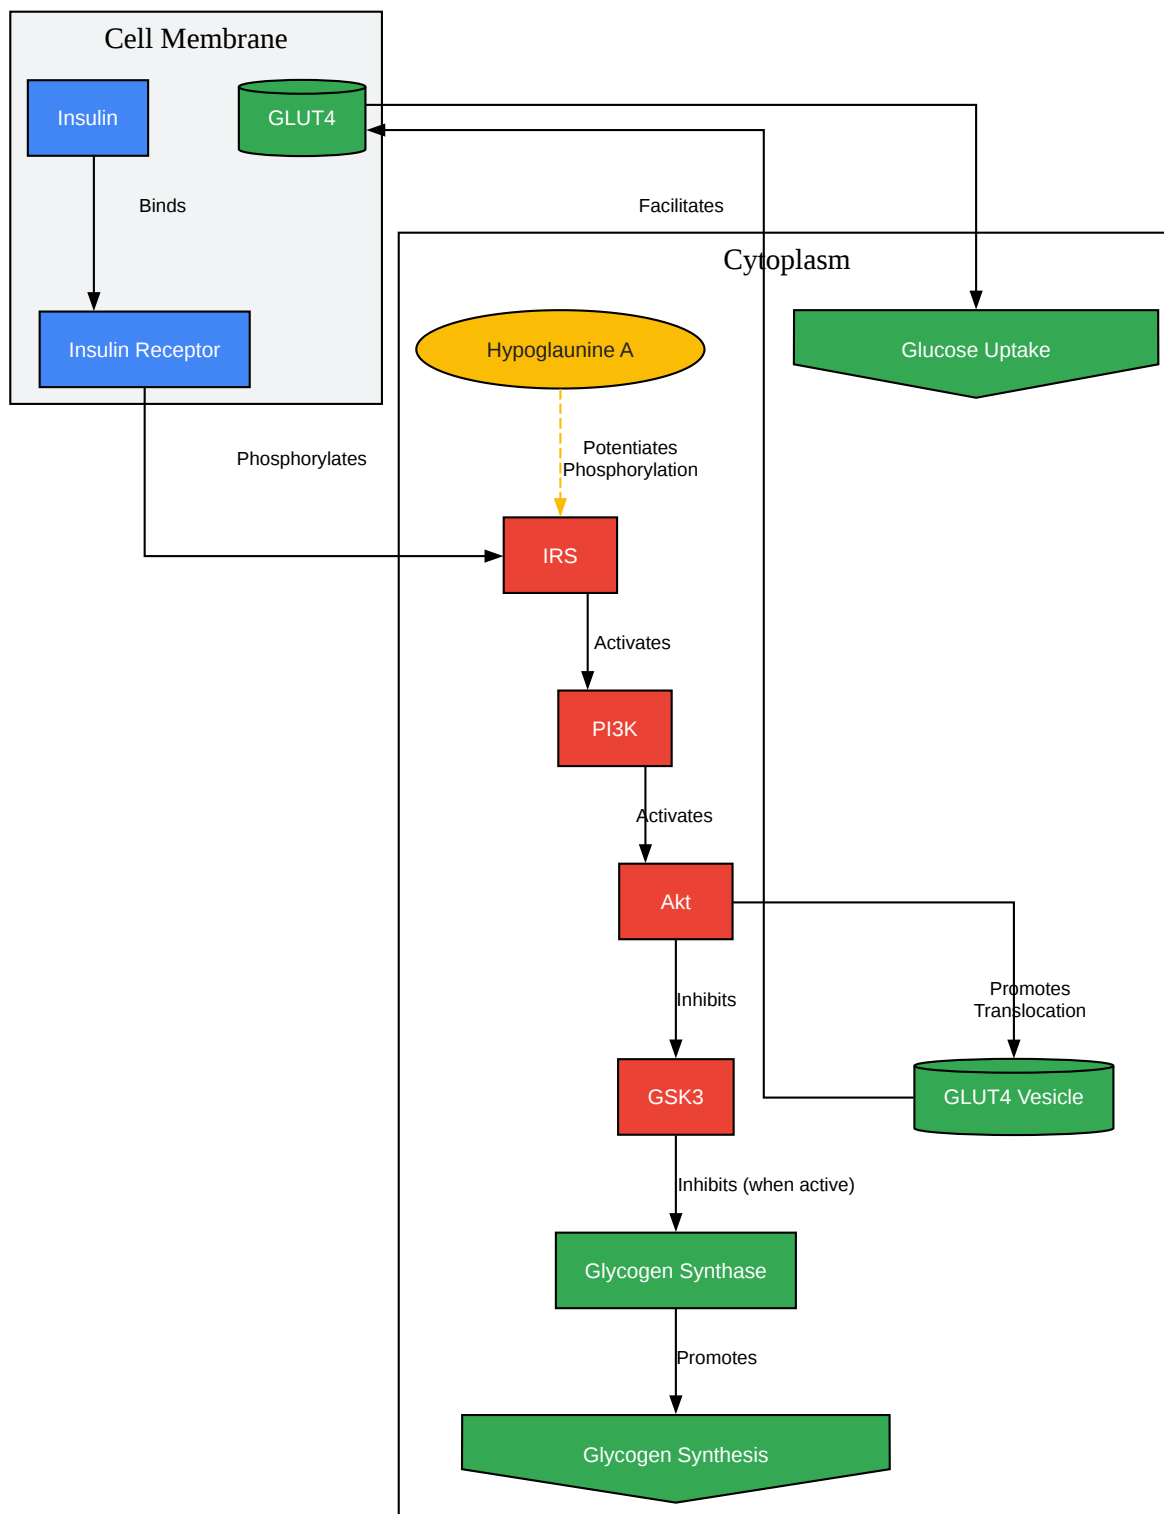 Cell Membrane
Insulin
GLUT4
Binds
Facilitates
Cytoplasm
Insulin Receptor
Hypoglaunine A
Glucose Uptake
Phosphorylates
Potentiates
Phosphorylation
IRS
Activates
PI3K
Activates
Akt
Inhibits
Promotes
Translocation
GSK3
GLUT4 Vesicle
Inhibits (when active)
Glycogen Synthase
Promotes
Glycogen Synthesis